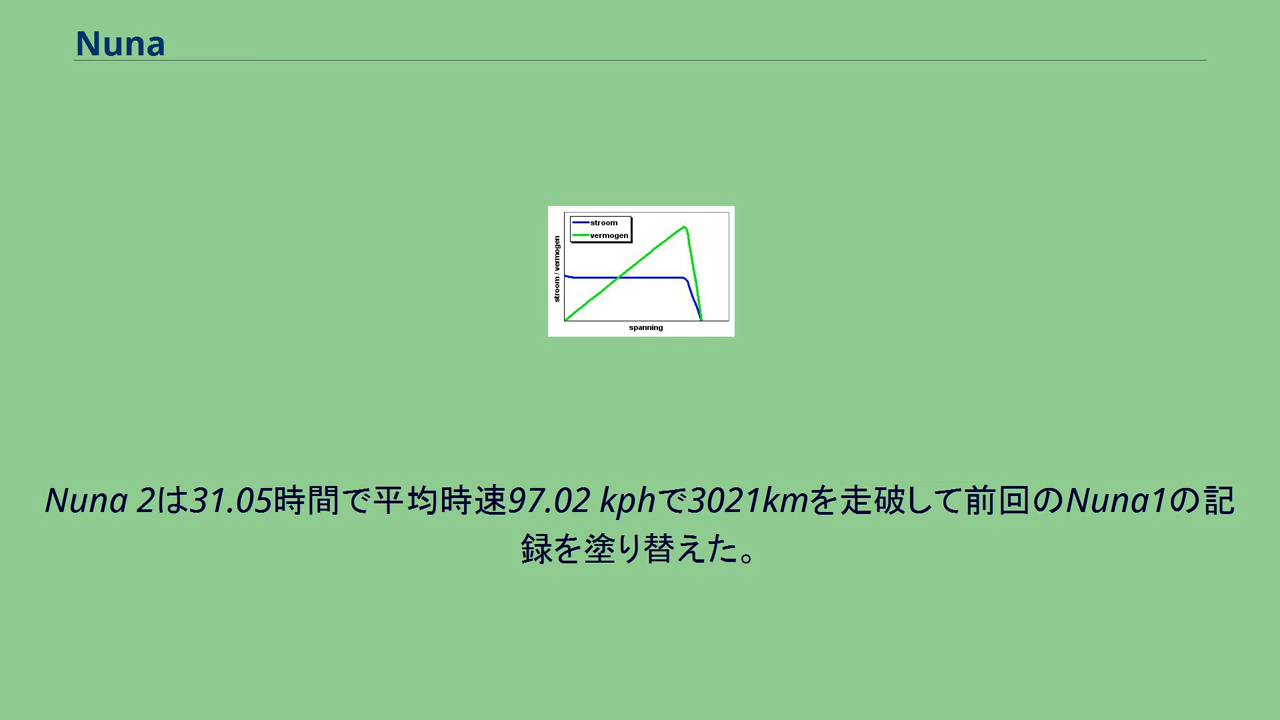 Nuna
stroom
vermogen
stroom / vermogen
spanning
Nuna 2は31.05時間で平均時速97.02 kphで3021kmを走破して前回のNuna1の記
録を塗り替えた。